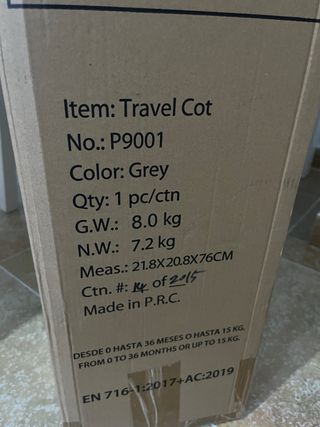 Item: Travel Cot
No.: P9001
Color: Grey
Qty: 1 pc/ctn
G.W.: 8.0 kg
N.W.: 7.2 kg
Meas.: 21.8X20.8X76CM
Ctn. #: 14 of 2015
Made in P.R.C.
DESDE 0 HASTA 36 MESES O HASTA 15 KG.
FROM 0 TO 36 MONTHS OR UP TO 15 KG.
EN 716-1:2017+AC:2019